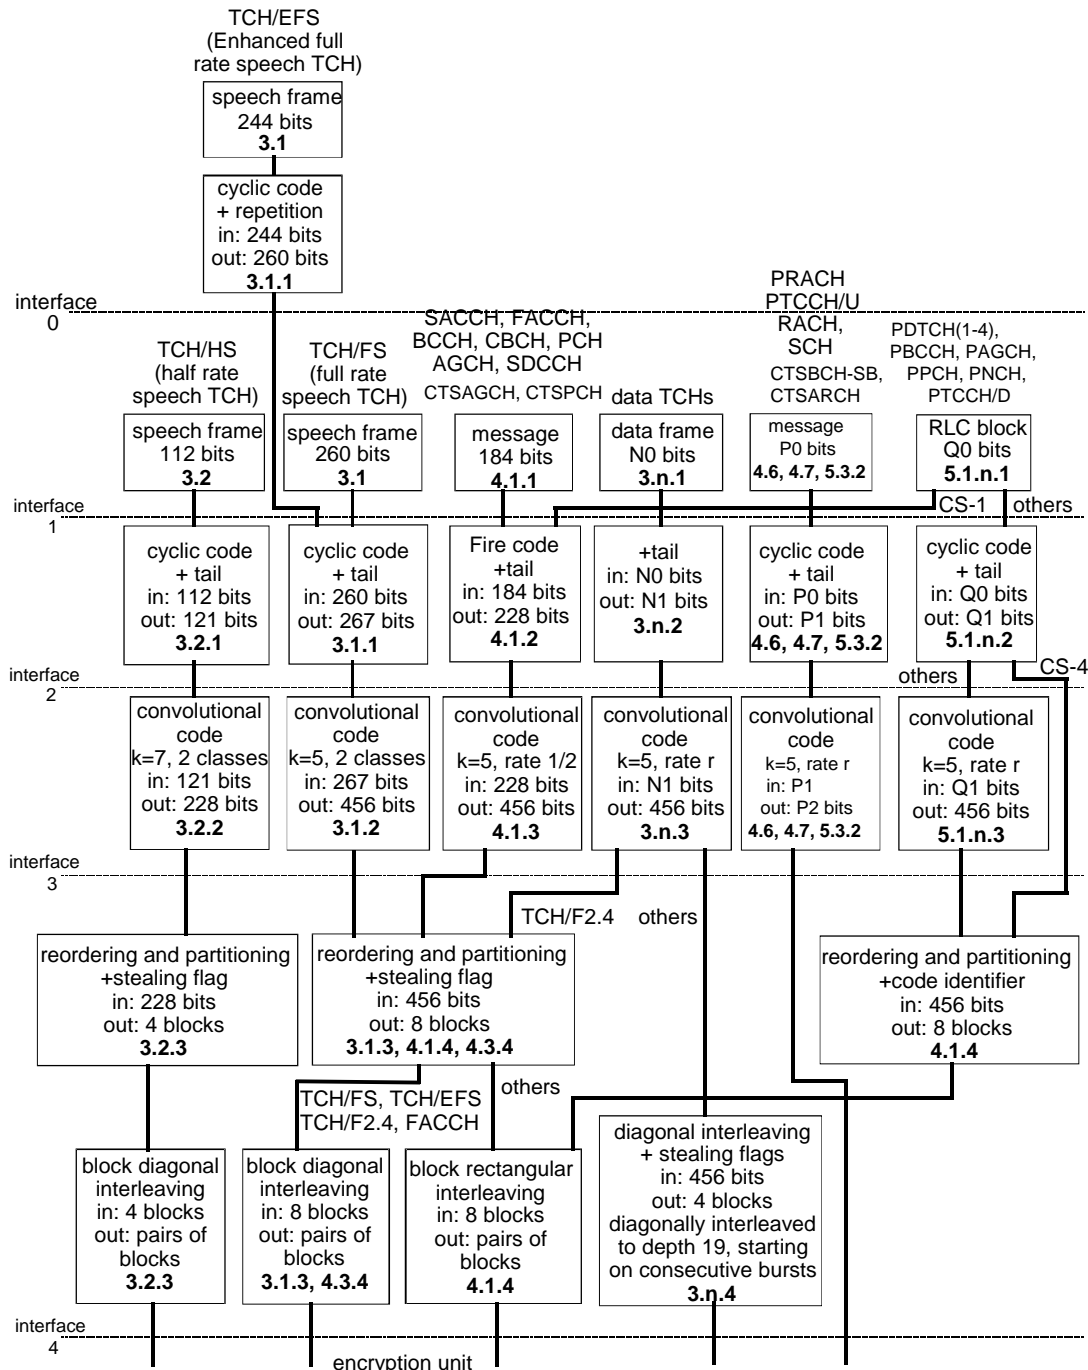 TCH/EFS
(Enhanced full
rate speech TCH)
speech frame
244 bits
3.1
cyclic code
+ repetition
in: 244 bits
out: 260 bits
3.1.1
interface
0
TCH/HS
(half rate
speech TCH)
TCH/FS
(full rate
speech TCH)
SACCH, FACCH,
BCCH, CBCH, PCH
AGCH, SDCCH
CTSAGCH, CTSPCH
data TCHs
PRACH
PTCCH/U
RACH,
SCH
CTSBCH-SB,
CTSARCH
PDTCH(1-4),
PBCCH, PAGCH,
PPCH, PNCH,
PTCCH/D
speech frame
112 bits
3.2
speech frame
260 bits
3.1
message
184 bits
4.1.1
data frame
N0 bits
3.n.1
message
P0 bits
4.6, 4.7, 5.3.2
RLC block
Q0 bits
5.1.n.1
interface
1
CS-1
others
cyclic code
+ tail
in: 112 bits
out: 121 bits
3.2.1
cyclic code
+ tail
in: 260 bits
out: 267 bits
3.1.1
Fire code
+tail
in: 184 bits
out: 228 bits
4.1.2
+tail
in: N0 bits
out: N1 bits
3.n.2
cyclic code
+ tail
in: P0 bits
out: P1 bits
4.6, 4.7, 5.3.2
cyclic code
+ tail
in: Q0 bits
out: Q1 bits
5.1.n.2
interface
2
others
CS-4
convolutional
code
k=7, 2 classes
in: 121 bits
out: 228 bits
3.2.2
convolutional
code
k=5, 2 classes
in: 267 bits
out: 456 bits
3.1.2
convolutional
code
k=5, rate 1/2
in: 228 bits
out: 456 bits
4.1.3
convolutional
code
k=5, rate r
in: N1 bits
out: 456 bits
3.n.3
convolutional
code
k=5, rate r
in: P1
out: P2 bits
4.6, 4.7, 5.3.2
convolutional
code
k=5, rate r
in: Q1 bits
out: 456 bits
5.1.n.3
interface
3
TCH/F2.4
others
reordering and partitioning
+stealing flag
in: 228 bits
out: 4 blocks
3.2.3
reordering and partitioning
+stealing flag
in: 456 bits
out: 8 blocks
3.1.3, 4.1.4, 4.3.4
reordering and partitioning
+code identifier
in: 456 bits
out: 8 blocks
4.1.4
TCH/FS, TCH/EFS
TCH/F2.4, FACCH
others
block diagonal
interleaving
in: 4 blocks
out: pairs of
blocks
3.2.3
block diagonal
interleaving
in: 8 blocks
out: pairs of
blocks
3.1.3, 4.3.4
block rectangular
interleaving
in: 8 blocks
out: pairs of
blocks
4.1.4
diagonal interleaving
+ stealing flags
in: 456 bits
out: 4 blocks
diagonally interleaved
to depth 19, starting
on consecutive bursts
3.n.4
interface
4
encryption unit